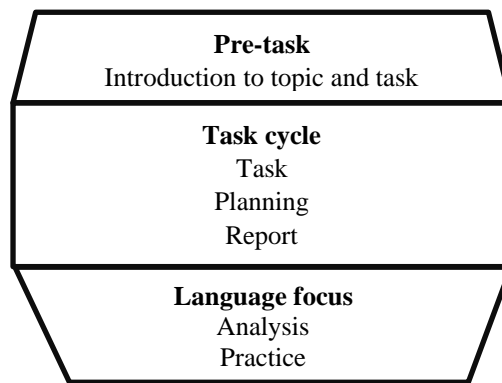 Pre-task
Introduction to topic and task
Task cycle
Task
Planning
Report
Language focus
Analysis
Practice